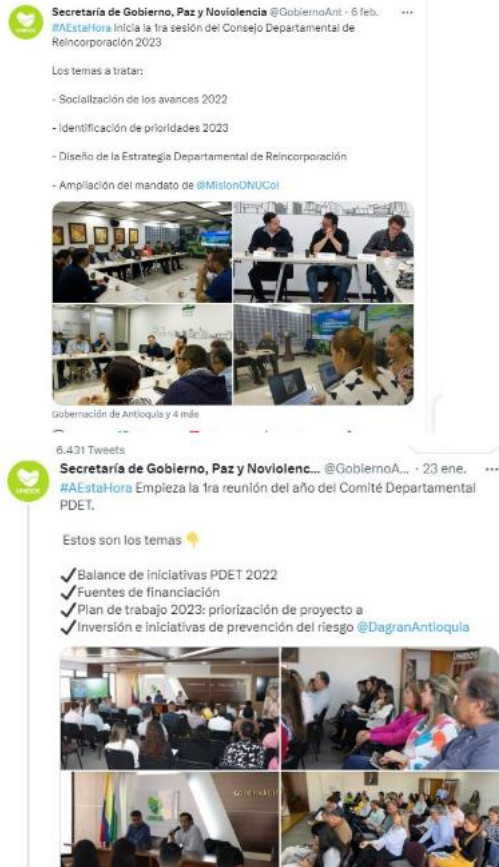 Secretaría de Gobierno, Paz y Noviolencia @GobiernoAnt · 6 feb. ...
#AEstaHora Inicia la 1ra sesión del Consejo Departamental de
Reincorporación 2023
Los temas a tratar:
- Socialización de los avances 2022
- Identificación de prioridades 2023
- Diseño de la Estrategia Departamental de Reincorporación
- Ampliación del mandato de @MisionONUCol
UNIDOS
Gobernación de Antioquia y 4 más
6.431 Tweets
Secretaría de Gobierno, Paz y Noviolenc... @GobiernoA... · 23 ene. ...
#AEstaHora Empieza la 1ra reunión del año del Comité Departamental
PDET.
UNIDOS
Estos son los temas 👇
✔Balance de iniciativas PDET 2022
✔Fuentes de financiación
✔Plan de trabajo 2023: priorización de proyecto a
✔Inversión e iniciativas de prevención del riesgo @DagranAntioquia
UNIDOS